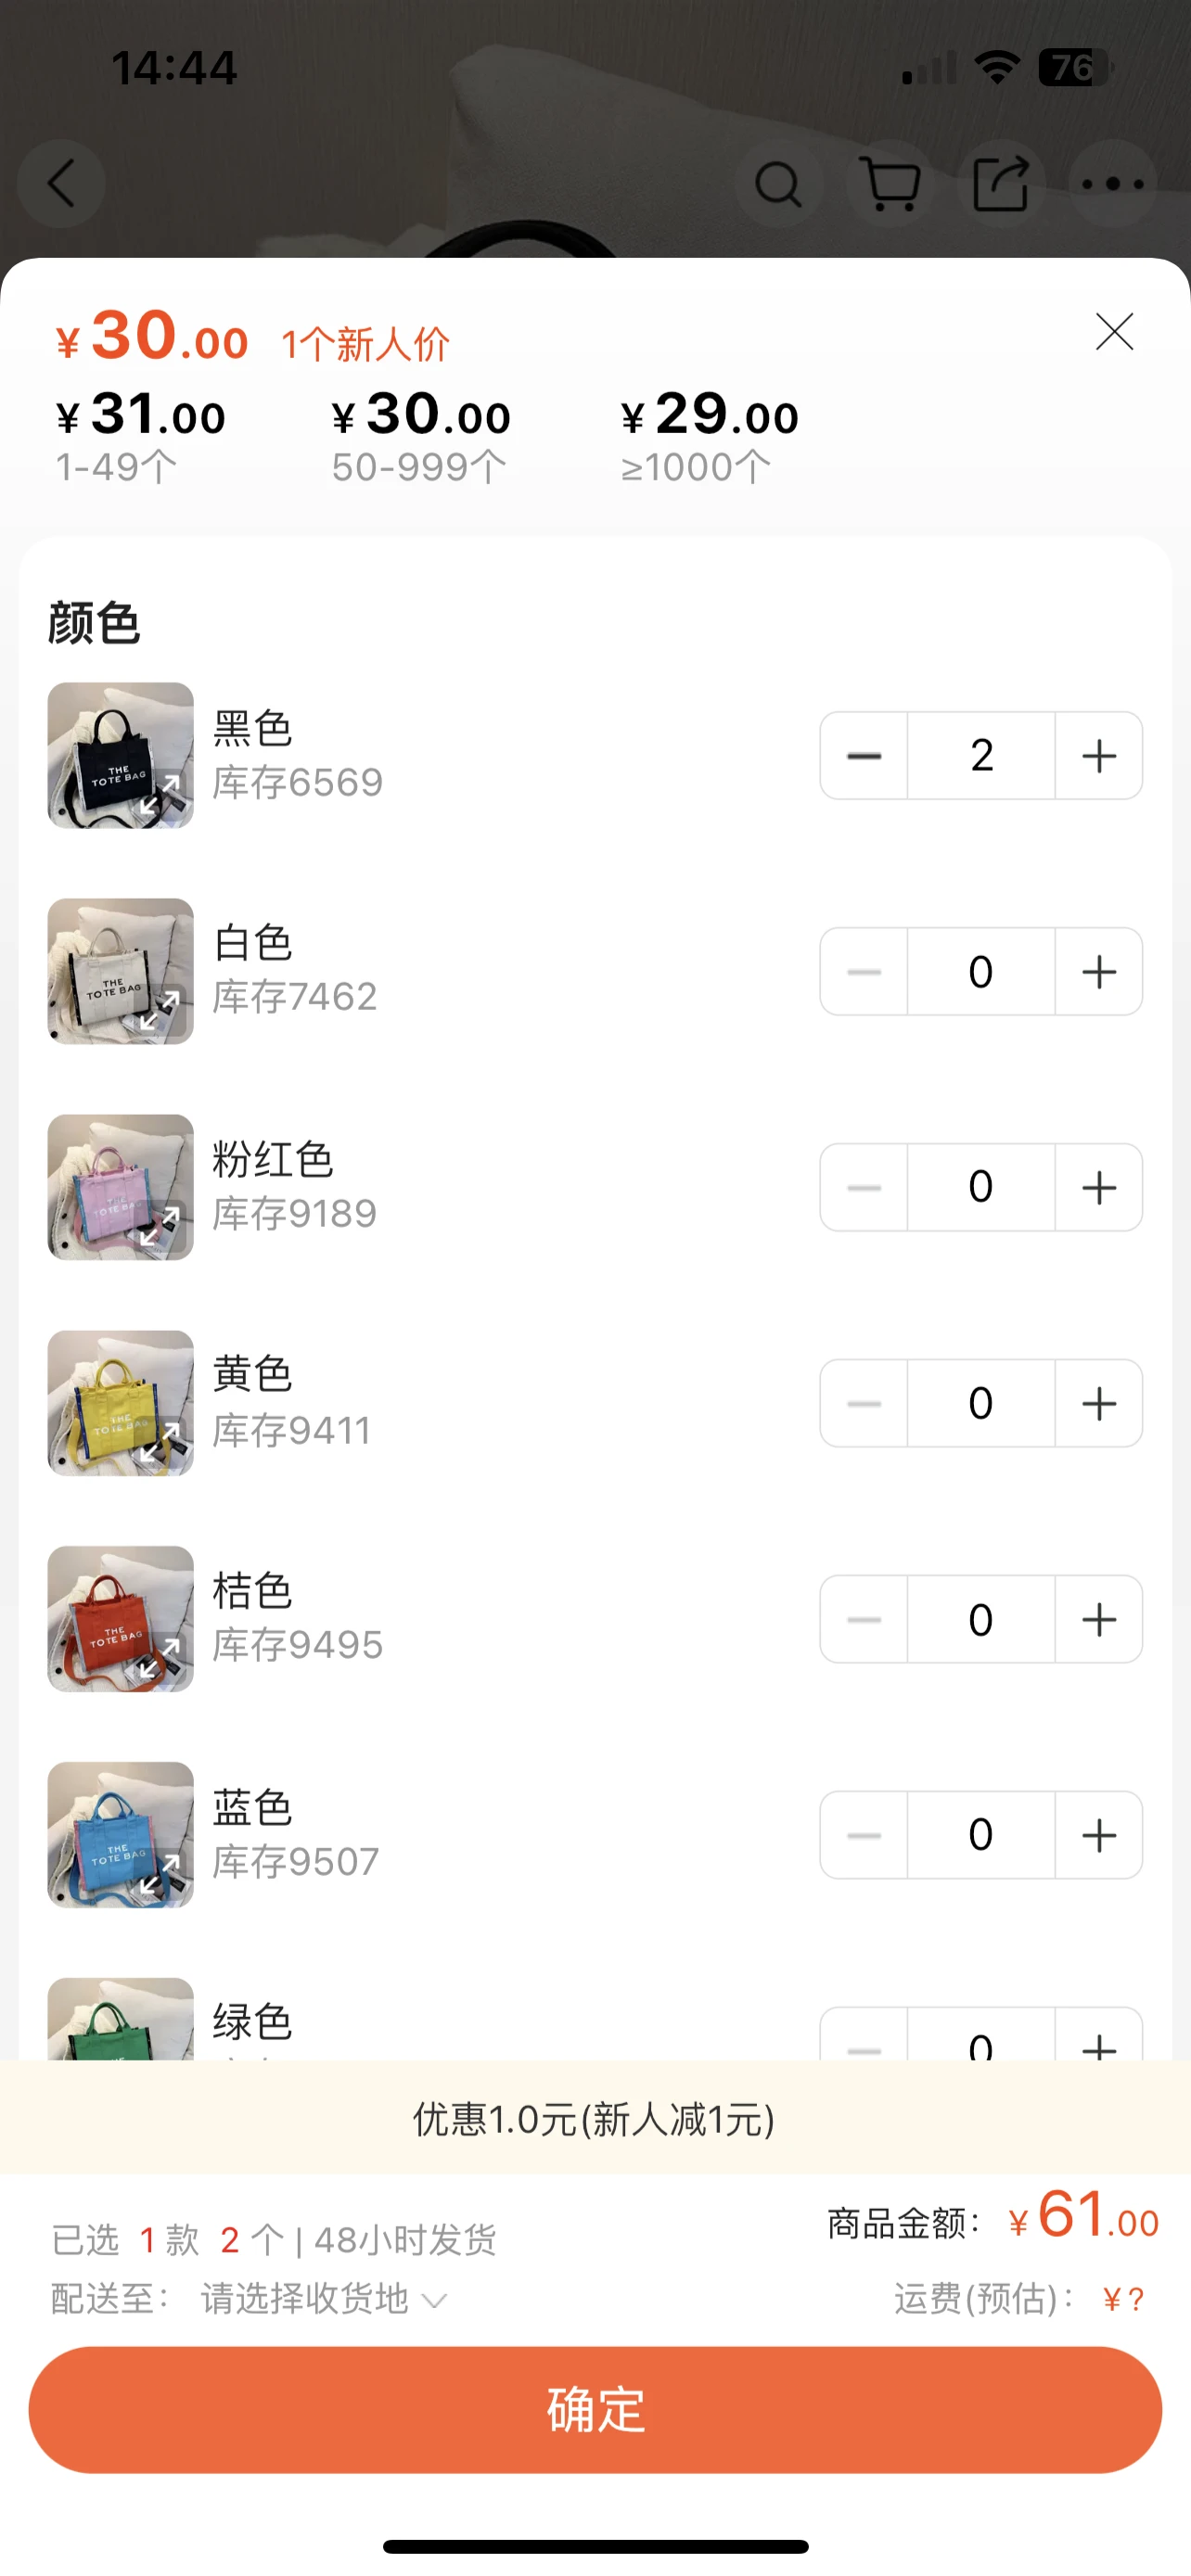 14:44
76
¥30.00 1个新人价
¥31.00 ¥30.00 ¥29.00
1-49个 50-999个 ≥1000个
颜色
THE
TOTE BAG
黑色
库存6569
2
THE
TOTE BAG
白色
库存7462
0
THE
TOTE BAG
粉红色
库存9189
0
THE
TOTE BAG
黄色
库存9411
0
THE
TOTE BAG
桔色
库存9495
0
THE
TOTE BAG
蓝色
库存9507
0
绿色
0
优惠1.0元(新人减1元)
已选 1 款 2 个 | 48小时发货
商品金额: ¥61.00
配送至: 请选择收货地
运费(预估): ¥?
确定